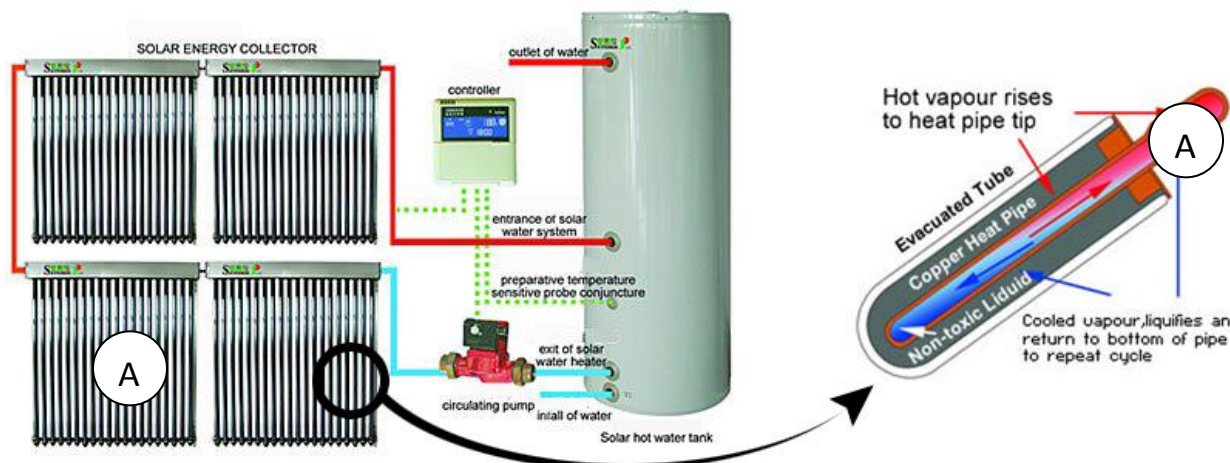 SOLAR ENERGY COLLECTOR
outlet of water
controller
entrance of solar
water system
preparative temperature
sensitive probe conjuncture
exit of solar
water heater
circulating pump
infall of water
Solar hot water tank
A
Hot vapour rises
to heat pipe tip
A
Evacuated Tube
Copper Heat Pipe
Non-toxic Liduid
Cooled vapour,liquifies an
return to bottom of pipe
to repeat cycle